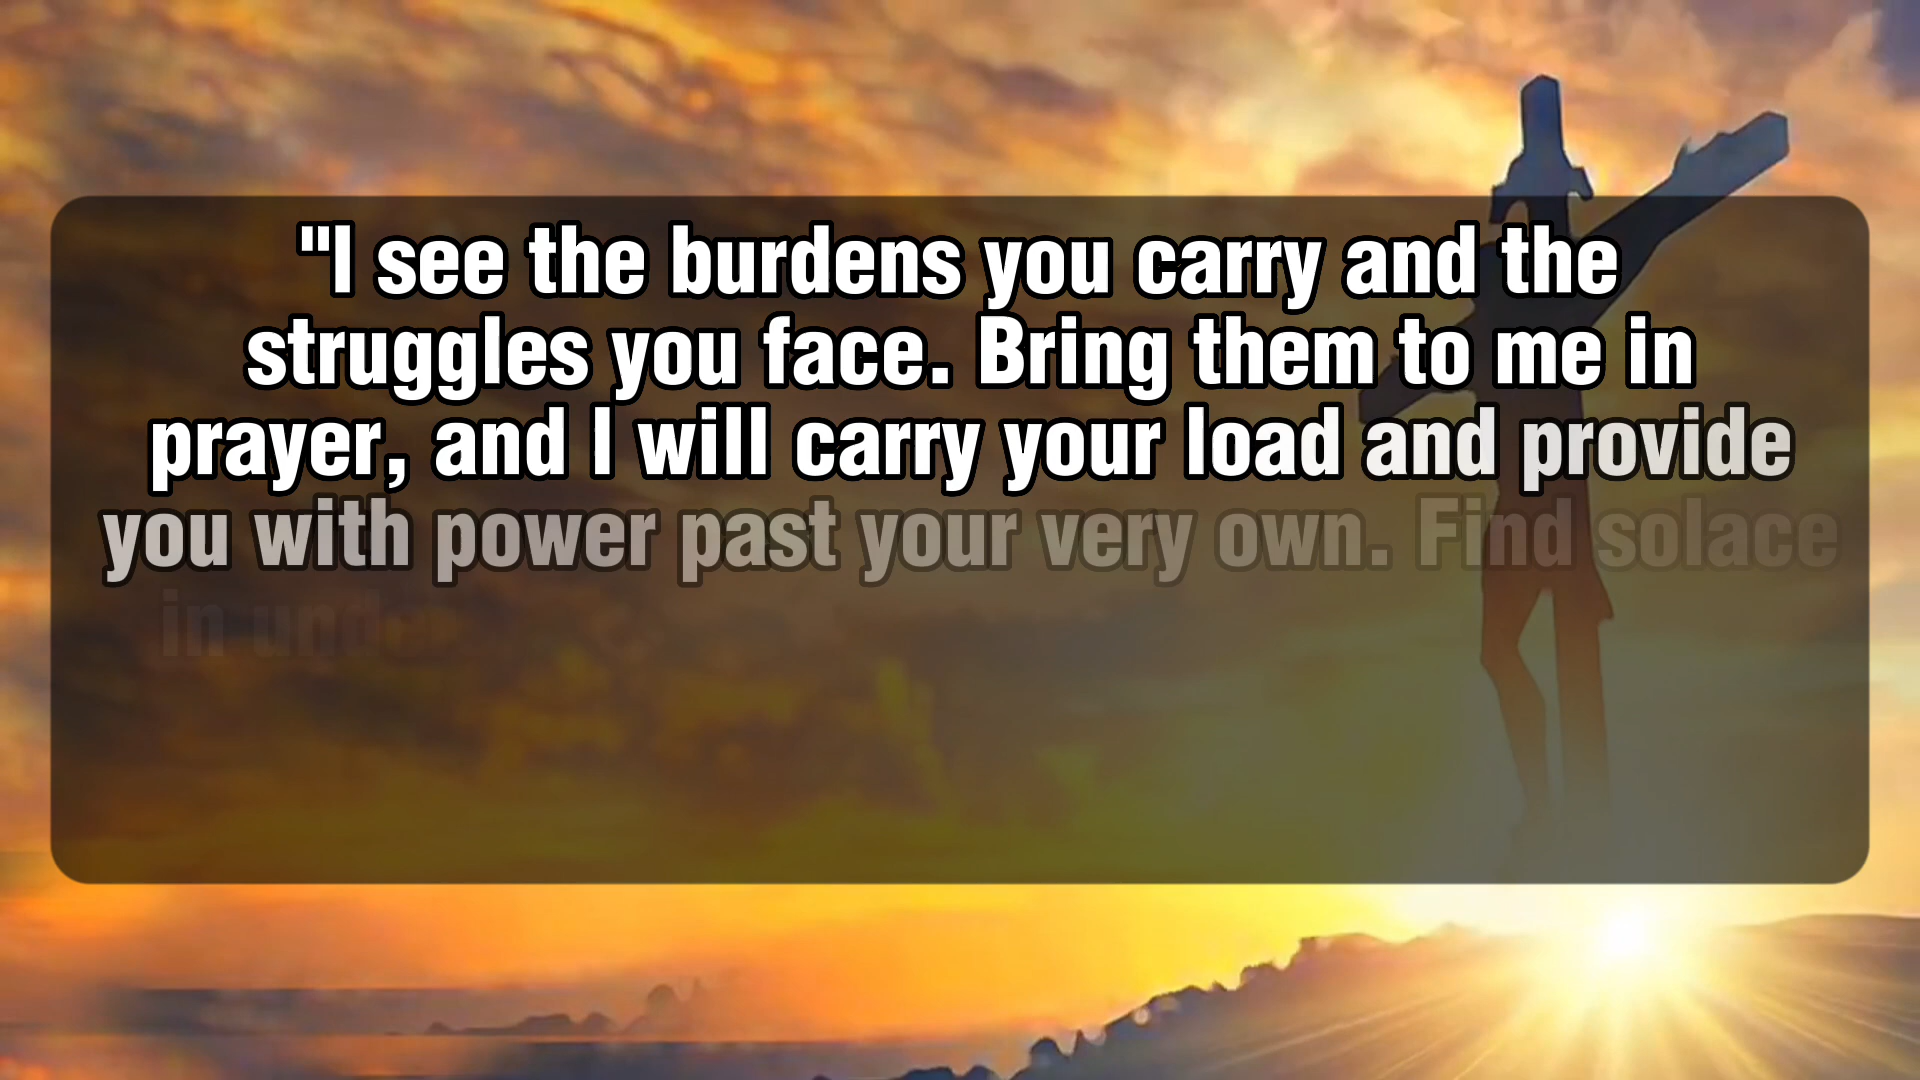 "I see the burdens you carry and the
struggles you face. Bring them to me in
prayer, and I will carry your load and provide
you with power past your very own. Find solace
in